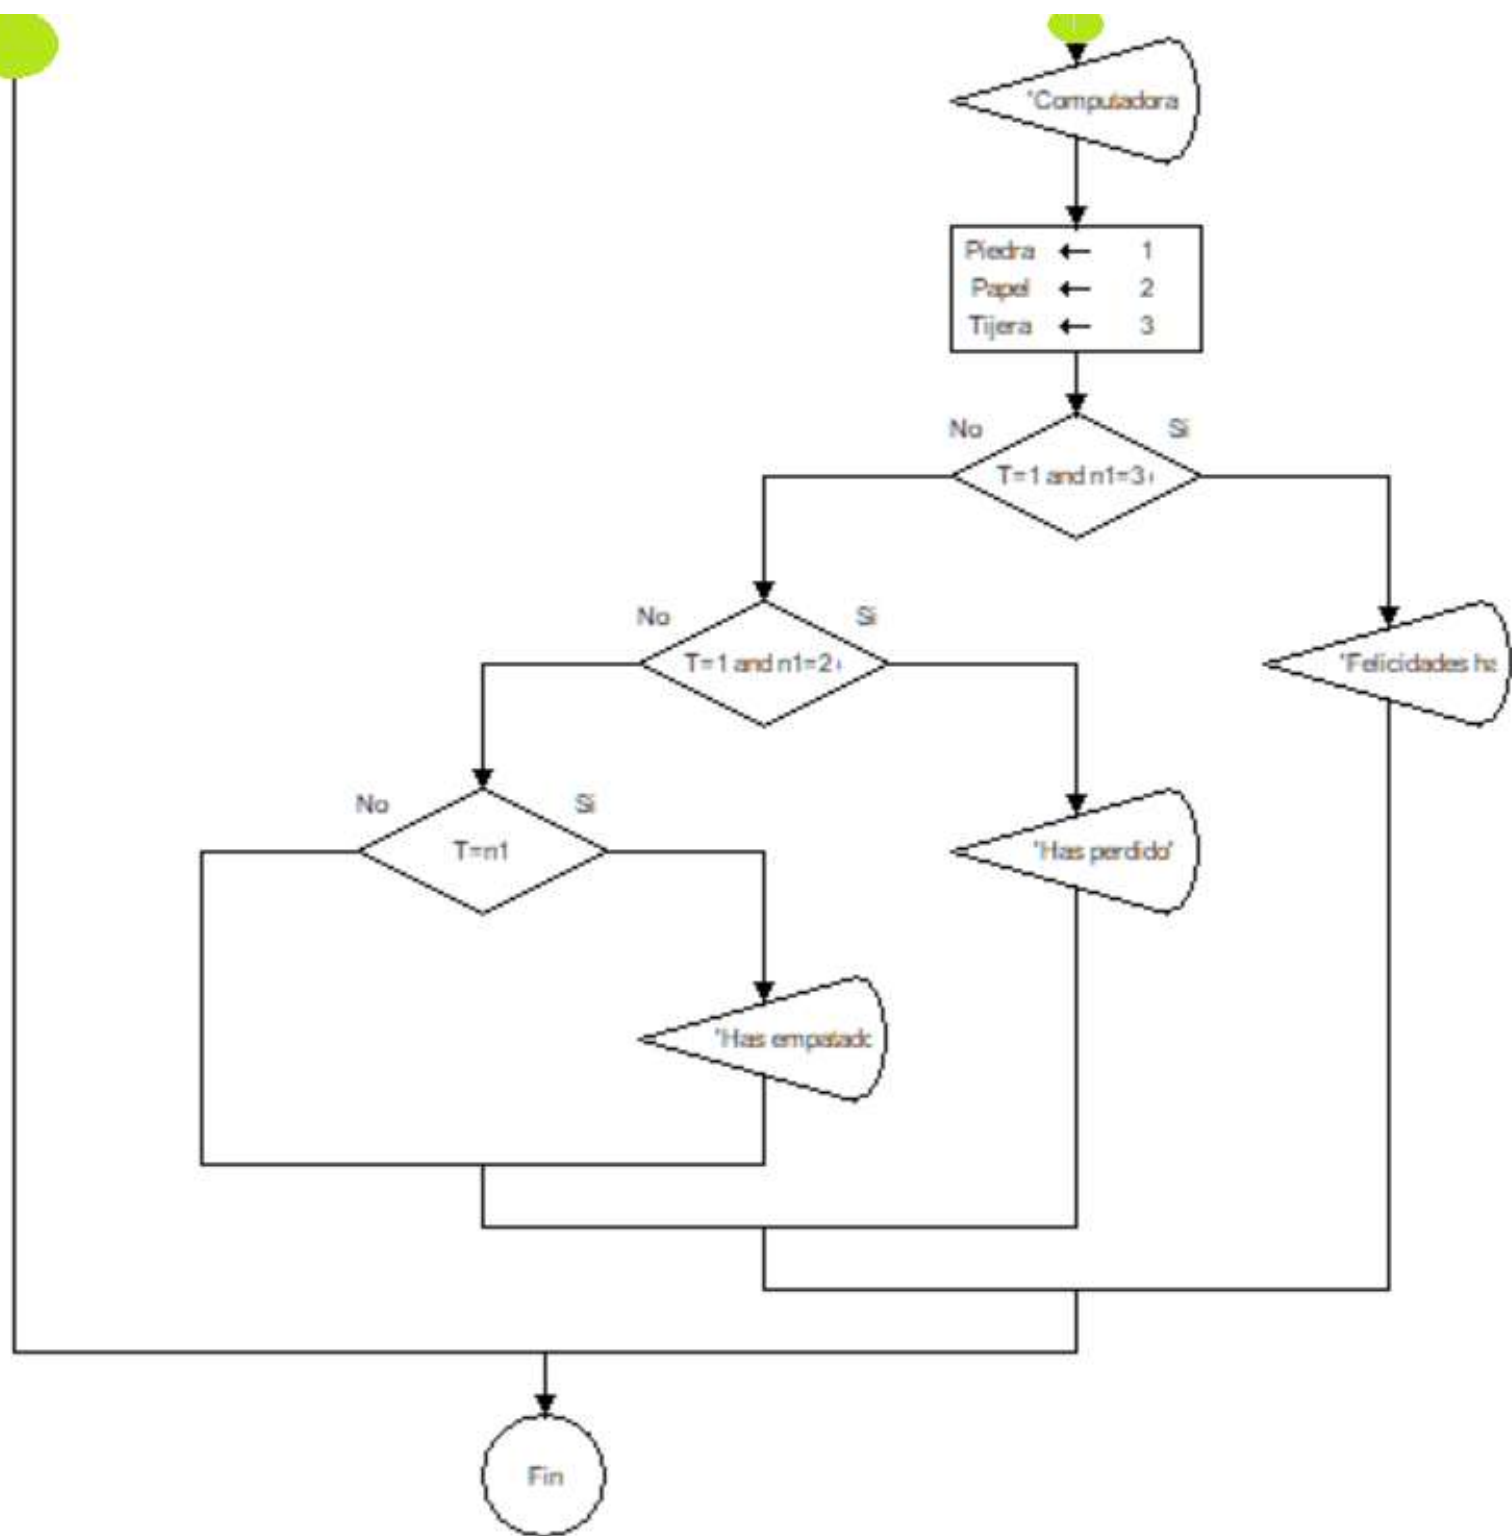 'Computadora
Piedra ← 1
Papel ← 2
Tijera ← 3
No
Si
T=1 and n1=3
No
Si
T=1 and n1=2
'Felicidades ha
No
Si
T=n1
'Has perdido'
'Has empatado
Fin